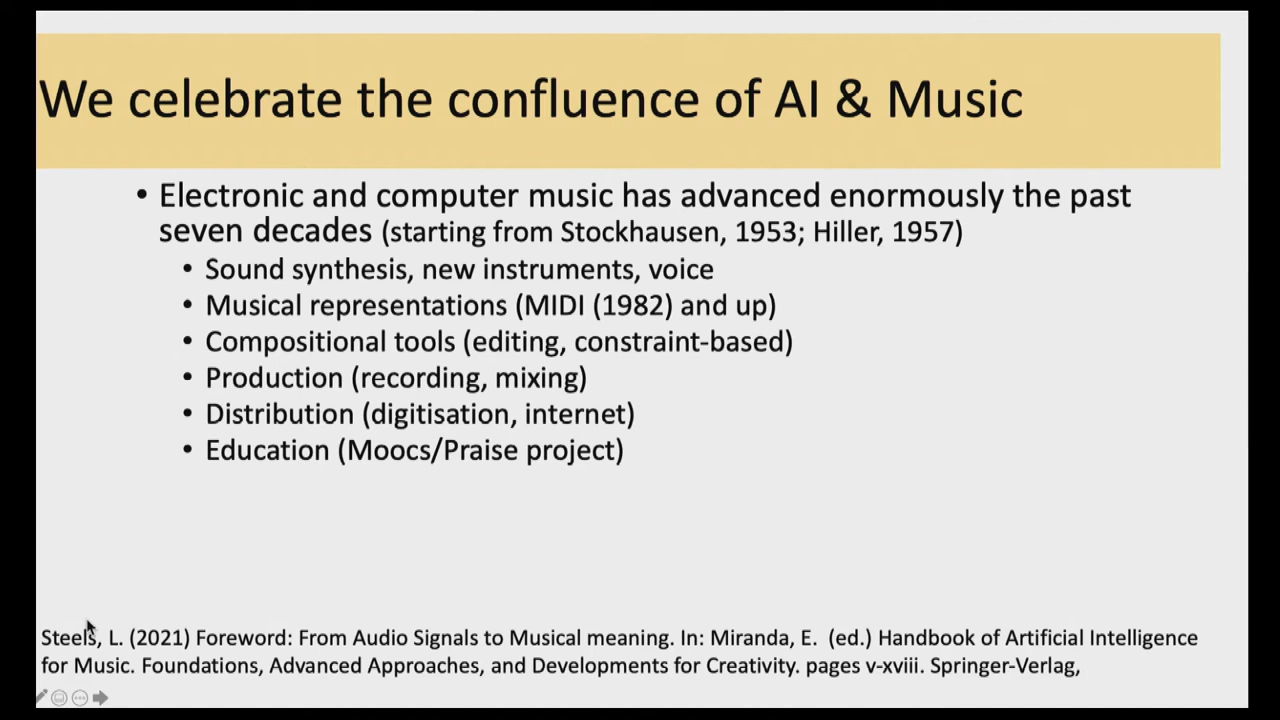 We celebrate the confluence of AI & Music
• Electronic and computer music has advanced enormously the past
seven decades (starting from Stockhausen, 1953; Hiller, 1957)
• Sound synthesis, new instruments, voice
• Musical representations (MIDI (1982) and up)
• Compositional tools (editing, constraint-based)
• Production (recording, mixing)
• Distribution (digitisation, internet)
• Education (Moocs/Praise project)
Steels, L. (2021) Foreword: From Audio Signals to Musical meaning. In: Miranda, E. (ed.) Handbook of Artificial Intelligence
for Music. Foundations, Advanced Approaches, and Developments for Creativity. pages v-xviii. Springer-Verlag,